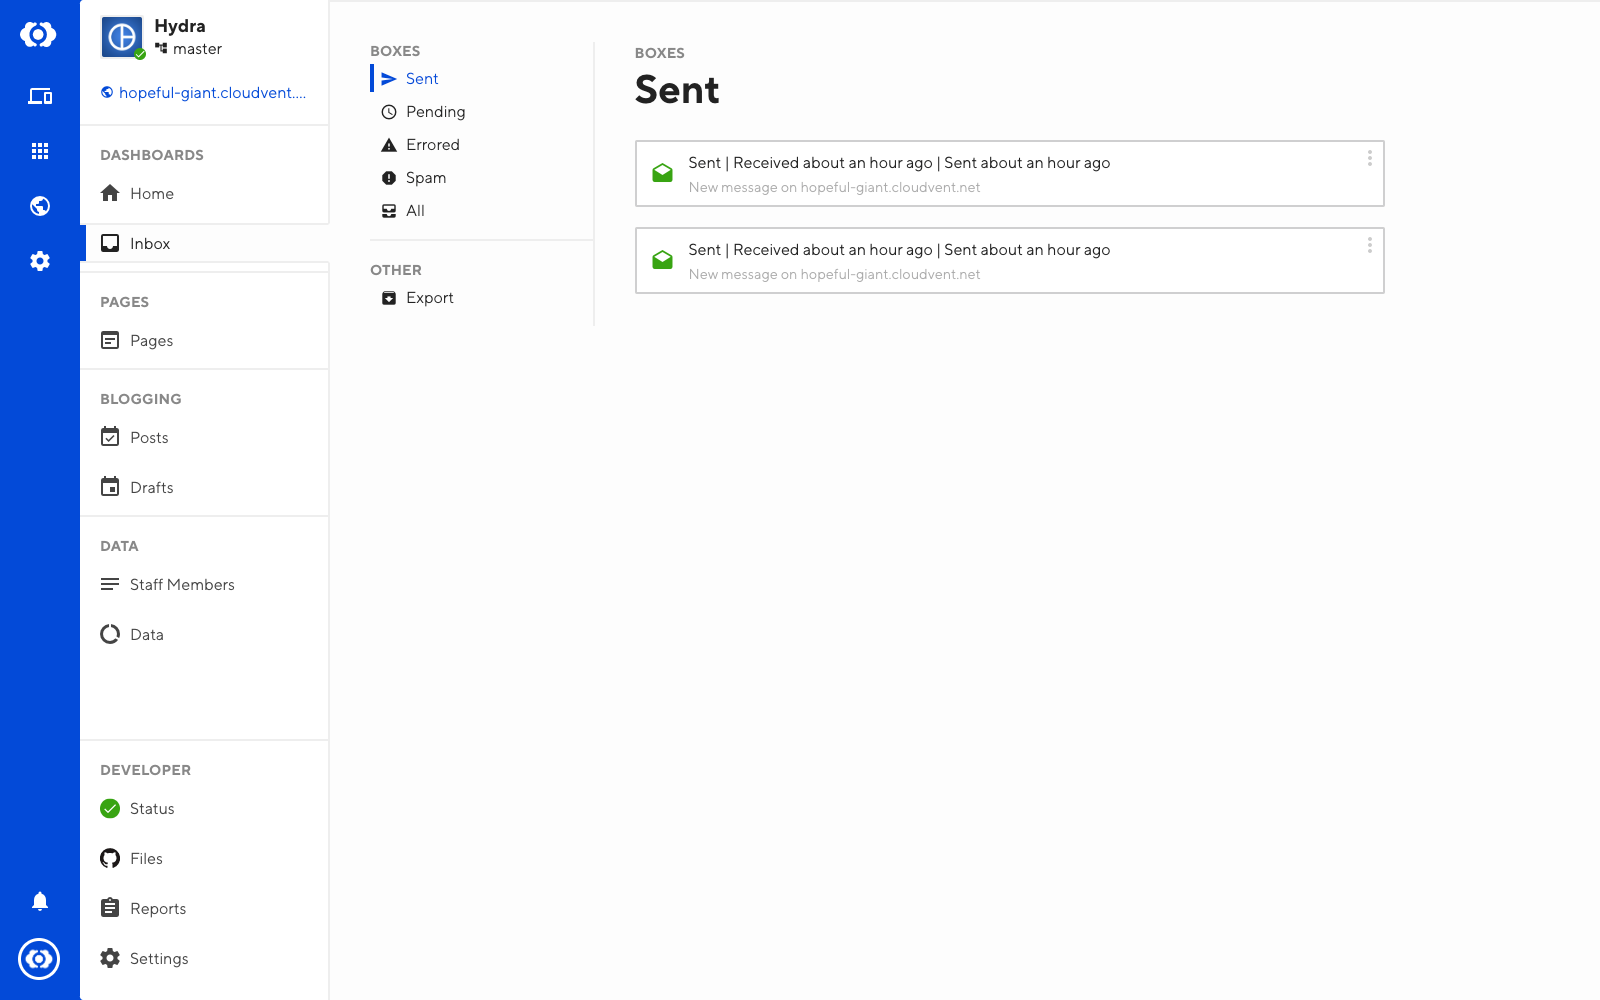 Hydra
master
hopeful-giant.cloudvent....
DASHBOARDS
Home
Inbox
PAGES
Pages
BLOGGING
Posts
Drafts
DATA
Staff Members
Data
DEVELOPER
Status
Files
Reports
Settings
BOXES
Sent
Pending
Errored
Spam
All
OTHER
Export
BOXES
Sent
Sent | Received about an hour ago | Sent about an hour ago
New message on hopeful-giant.cloudvent.net
Sent | Received about an hour ago | Sent about an hour ago
New message on hopeful-giant.cloudvent.net